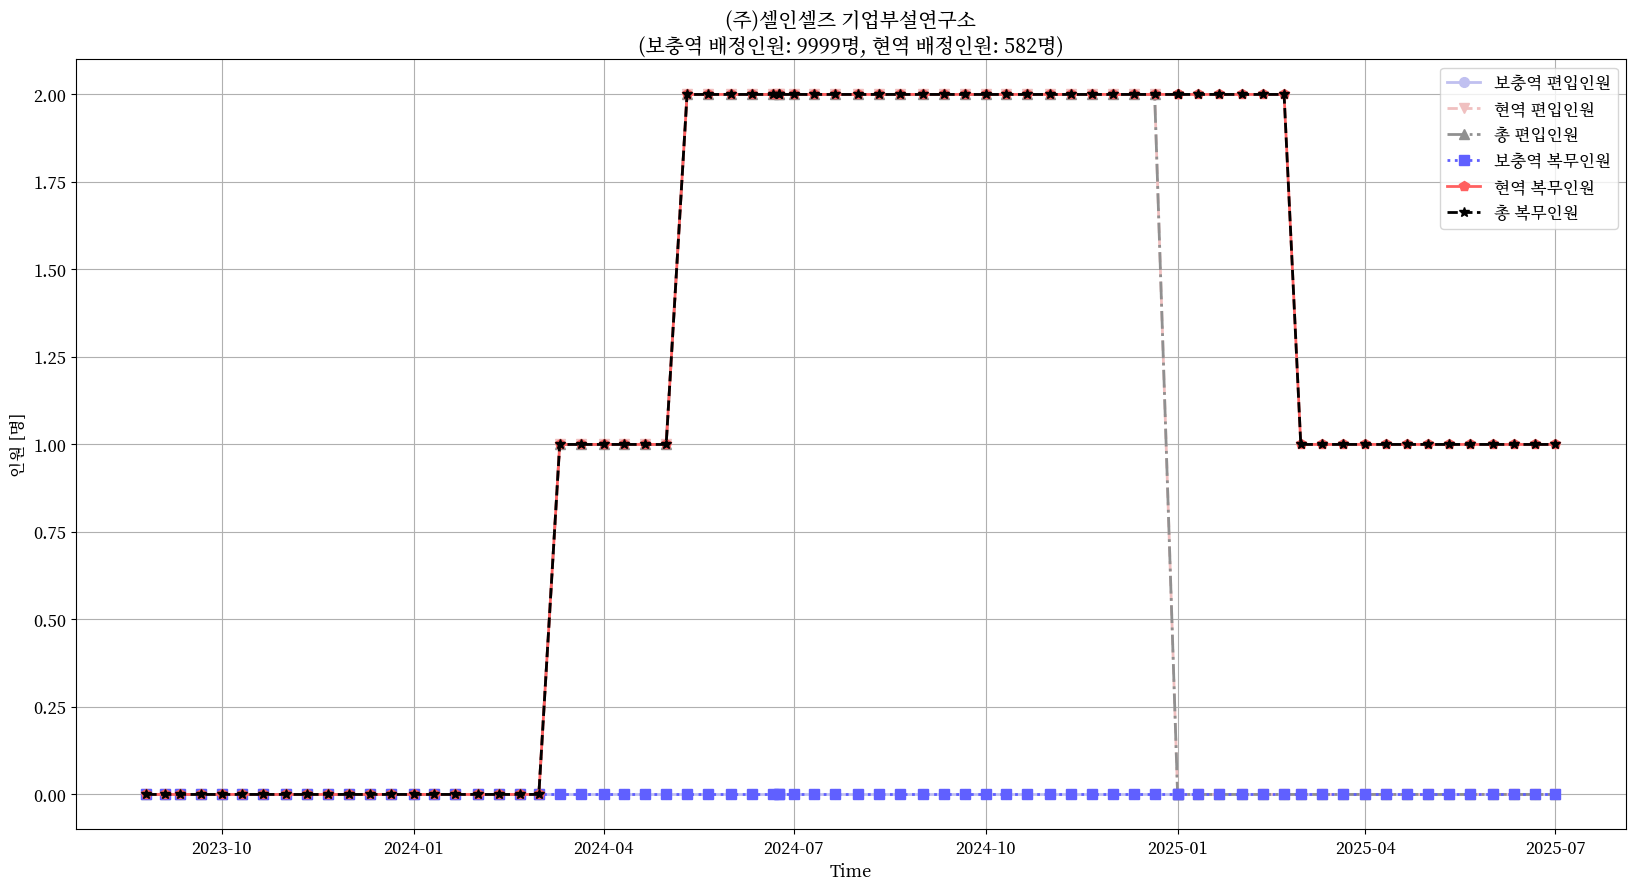 (주)셀인셀즈 기업부설연구소
(보충역 배정인원: 9999명, 현역 배정인원: 582명)
보충역 편입인원
현역 편입인원
총 편입인원
보충역 복무인원
현역 복무인원
총 복무인원
인원 [명]
2.00
1.75
1.50
1.25
1.00
0.75
0.50
0.25
0.00
2023-10
2024-01
2024-04
2024-07
2024-10
2025-01
2025-04
2025-07
Time